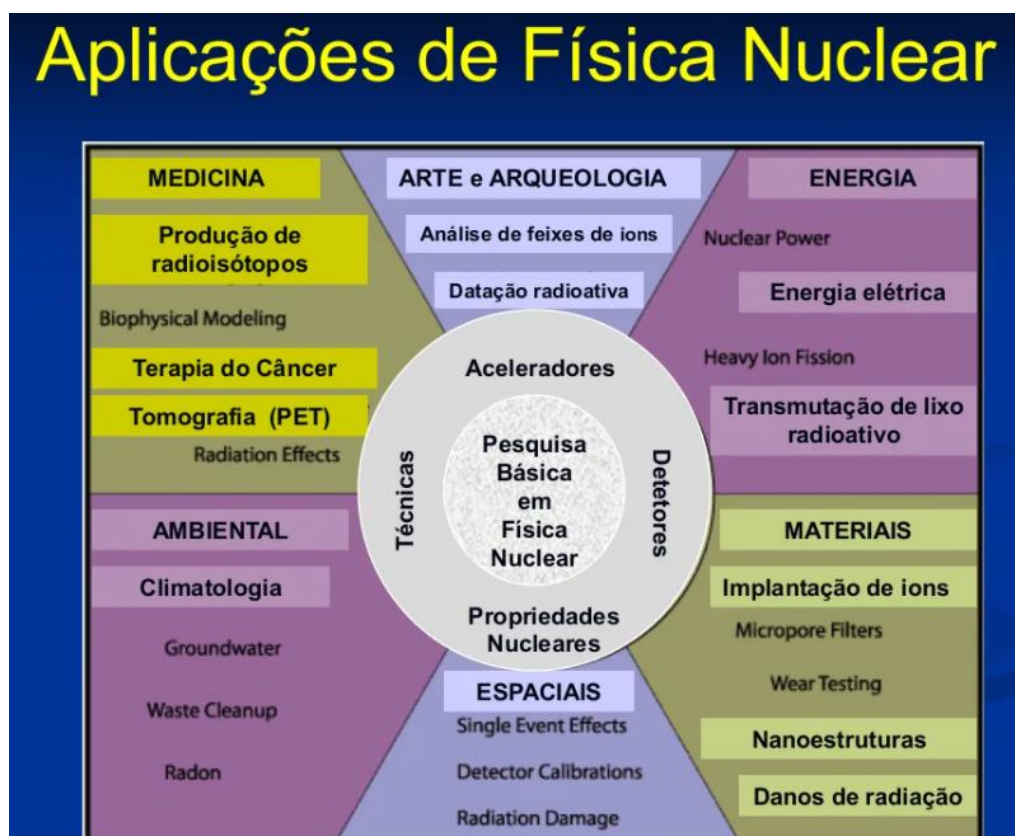 Aplicações de Física Nuclear
MEDICINA
Produção de
radioisótopos
Biophysical Modeling
Terapia do Câncer
Tomografia (PET)
Radiation Effects
ARTE e ARQUEOLOGIA
Análise de feixes de ions
Datação radioativa
ENERGIA
Nuclear Power
Energia elétrica
Heavy Ion Fission
Transmutação de lixo
radioativo
Aceleradores
Técnicas
Pesquisa
Básica
em
Física
Nuclear
Detetores
Propriedades
Nucleares
AMBIENTAL
Climatologia
Groundwater
Waste Cleanup
Radon
ESPACIAIS
Single Event Effects
Detector Calibrations
Radiation Damage
MATERIAIS
Implantação de ions
Micropore Filters
Wear Testing
Nanoestruturas
Danos de radiação